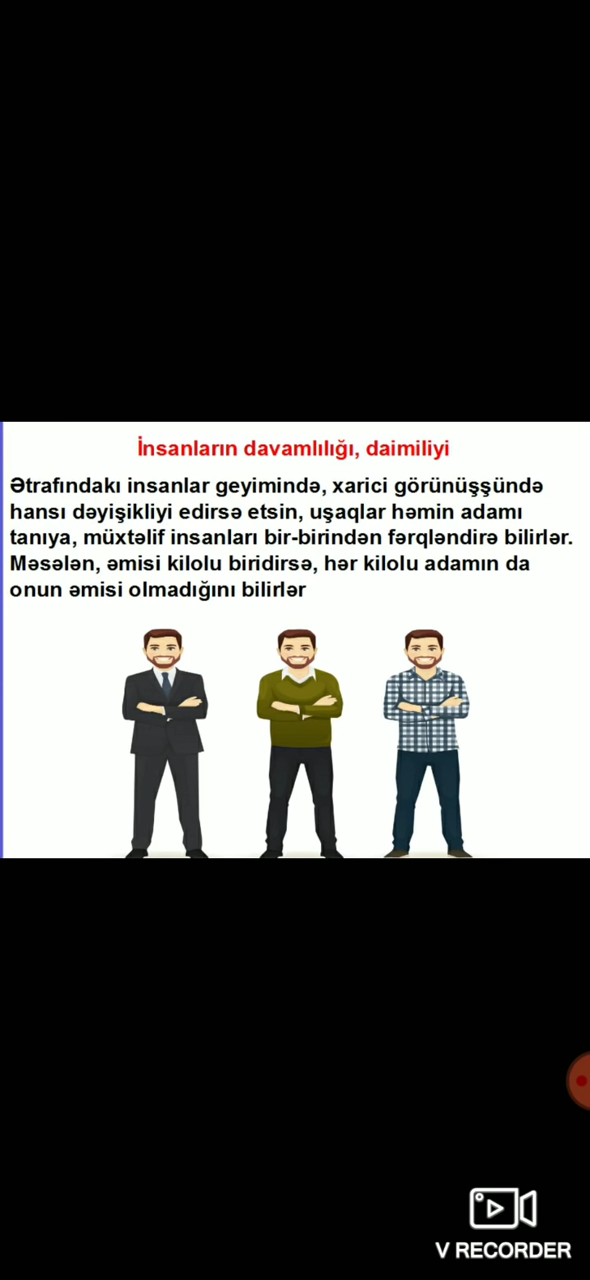 İnsanların davamlılığı, daimiliyi
Ətrafındakı insanlar geyimində, xarici görünüşşündə
hansı dəyişikliyi edirsə etsin, uşaqlar həmin adamı
tanıya, müxtəlif insanları bir-birindən fərqləndirə bilirlər.
Məsələn, əmisi kilolu biridirsə, hər kilolu adamın da
onun əmisi olmadığını bilirlər
V RECORDER